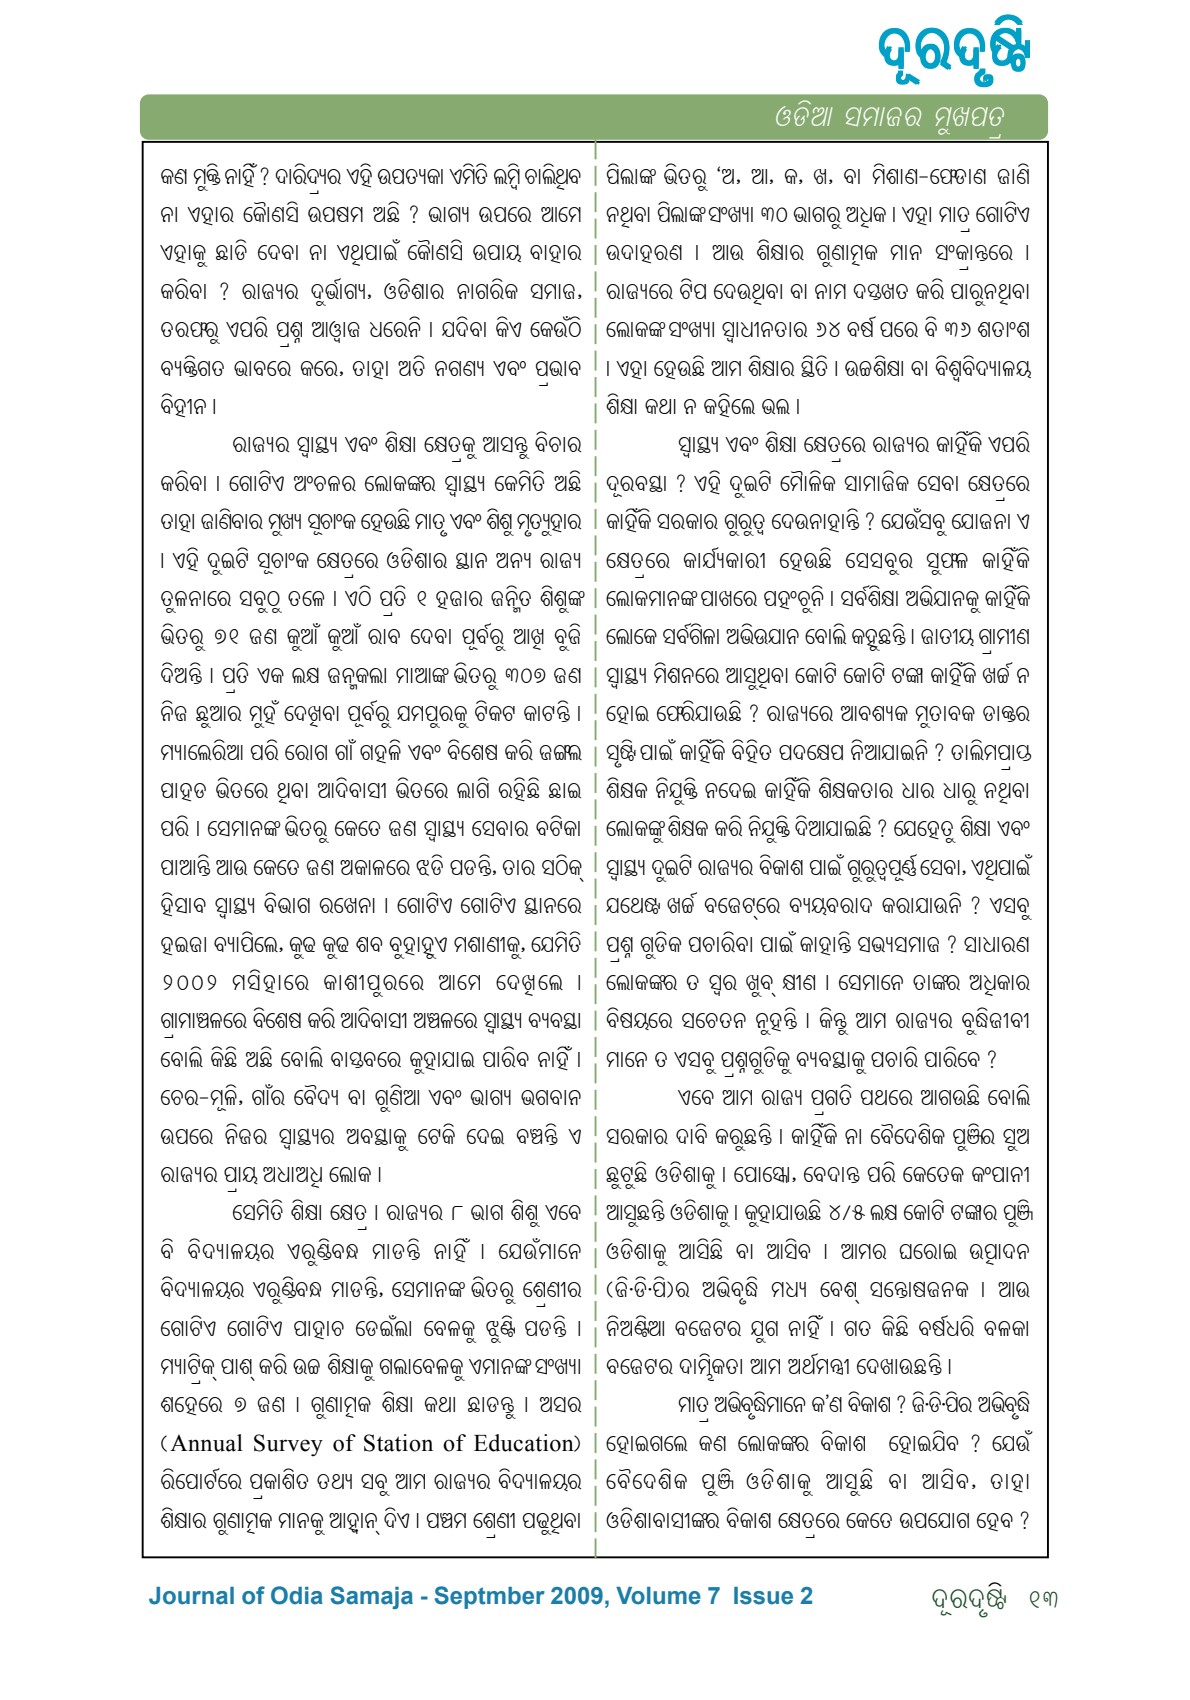 ଦୂରଦୃଷ୍ଟି
ଓଡିଆ ସମାଜର ମୁଖପତ୍ର
କଣ ମୁକ୍ତି ନାହିଁ ? ଦାରିଦ୍ର୍ୟର ଏହି ଉପତ୍ୟକା ଏମିତି ଲମ୍ବି ଚାଲିଥିବ
ନା ଏହାର କୌଣସି ଉପଷମ ଅଛି ? ଭାଗ୍ୟ ଉପରେ ଆମେ
ଏହାକୁ ଛାଡି ଦେବା ନା ଏଥିପାଇଁ କୌଣସି ଉପାୟ ବାହାର
କରିବା ? ରାଜ୍ୟର ଦୁର୍ଭାଗ୍ୟ, ଓଡିଶାର ନାଗରିକ ସମାଜ,
ତରଫରୁ ଏପରି ପ୍ରଶ୍ନ ଆଓ୍ବାଜ ଧରେନି । ଯଦିବା କିଏ କେଉଁଠି
ବ୍ୟକ୍ତିଗତ ଭାବରେ କରେ, ତାହା ଅତି ନଗଣ୍ୟ ଏବଂ ପ୍ରଭାବ
ବିହୀନ ।
ରାଜ୍ୟର ସ୍ୱାସ୍ଥ୍ୟ ଏବଂ ଶିକ୍ଷା କ୍ଷେତ୍ରକୁ ଆସନ୍ତୁ ବିଚାର
କରିବା । ଗୋଟିଏ ଅଂଚଳର ଲୋକଙ୍କର ସ୍ୱାସ୍ଥ୍ୟ କେମିତି ଅଛି
ତାହା ଜାଣିବାର ମୁଖ୍ୟ ସୂଚାଂକ ହେଉଛି ମାତୃ ଏବଂ ଶିଶୁ ମୃତ୍ୟୁହାର
। ଏହି ଦୁଇଟି ସୂଚାଂକ କ୍ଷେତ୍ରରେ ଓଡିଶାର ସ୍ଥାନ ଅନ୍ୟ ରାଜ୍ୟ
ତୁଳନାରେ ସବୁଠୁ ତଳେ । ଏଠି ପ୍ରତି ୧ ହଜାର ଜନ୍ମିତ ଶିଶୁଙ୍କ
ଭିତରୁ ୭୧ ଜଣ କୁଆଁ କୁଆଁ ରାବ ଦେବା ପୂର୍ବରୁ ଆଖି ବୁଜି
ଦିଅନ୍ତି । ପ୍ରତି ଏକ ଲକ୍ଷ ଜନ୍ମକଲା ମାଆଙ୍କ ଭିତରୁ ୩୦୭ ଜଣ
ନିଜ ଛୁଆର ମୁହଁ ଦେଖିବା ପୂର୍ବରୁ ଯମପୁରକୁ ଟିକଟ କାଟନ୍ତି ।
ମ୍ୟାଲେରିଆ ପରି ରୋଗ ଗାଁ ଗହଳି ଏବଂ ବିଶେଷ କରି ଜଙ୍ଗଲ
ପାହଡ ଭିତରେ ଥିବା ଆଦିବାସୀ ଭିତରେ ଲାଗି ରହିଛି ଛାଇ
ପରି । ସେମାନଙ୍କ ଭିତରୁ କେତେ ଜଣ ସ୍ୱାସ୍ଥ୍ୟ ସେବାର ବଟିକା
ପାଆନ୍ତି ଆଉ କେତେ ଜଣ ଅକାଳରେ ଝଡି ପଡନ୍ତି, ତାର ସଠିକ୍
ହିସାବ ସ୍ୱାସ୍ଥ୍ୟ ବିଭାଗ ରଖେନା । ଗୋଟିଏ ଗୋଟିଏ ସ୍ଥାନରେ
ହଇଜା ବ୍ୟାପିଲେ, କୁଢ କୁଢ ଶବ ବୁହାହୁଏ ମଶାଣୀକୁ, ଯେମିତି
୨୦୦୨ ମସିହାରେ କାଶୀପୁରରେ ଆମେ ଦେଖିଲେ ।
ଗ୍ରାମାଞ୍ଚଳରେ ବିଶେଷ କରି ଆଦିବାସୀ ଅଞ୍ଚଳରେ ସ୍ୱାସ୍ଥ୍ୟ ବ୍ୟବସ୍ଥା
ବୋଲି କିଛି ଅଛି ବୋଲି ବାସ୍ତବରେ କୁହାଯାଇ ପାରିବ ନାହିଁ ।
ଚେର-ମୂଳି, ଗାଁର ବୈଦ୍ୟ ବା ଗୁଣିଆ ଏବଂ ଭାଗ୍ୟ ଭଗବାନ
ଉପରେ ନିଜର ସ୍ୱାସ୍ଥ୍ୟର ଅବସ୍ଥାକୁ ଟେକି ଦେଇ ବଞ୍ଚନ୍ତି ଏ
ରାଜ୍ୟର ପ୍ରାୟ ଅଧାଅଧି ଲୋକ ।
ସେମିତି ଶିକ୍ଷା କ୍ଷେତ୍ର । ରାଜ୍ୟର ୮ ଭାଗ ଶିଶୁ ଏବେ
ବି ବିଦ୍ୟାଳୟର ଏରୁଣ୍ଡିବନ୍ଧ ମାଡନ୍ତି ନାହିଁ । ଯେଉଁମାନେ
ବିଦ୍ୟାଳୟର ଏରୁଣ୍ଡିବନ୍ଧ ମାଡନ୍ତି, ସେମାନଙ୍କ ଭିତରୁ ଶ୍ରେଣୀର
ଗୋଟିଏ ଗୋଟିଏ ପାହାଚ ଡେଇଁଲା ବେଳକୁ ଝୁଣ୍ଟି ପଡନ୍ତି ।
ମ୍ୟାଟ୍ରିକ୍ ପାଶ୍ କରି ଉଚ୍ଚ ଶିକ୍ଷାକୁ ଗଲାବେଳକୁ ଏମାନଙ୍କ ସଂଖ୍ୟା
ଶହେରେ ୭ ଜଣ । ଗୁଣାତ୍ମକ ଶିକ୍ଷା କଥା ଛାଡନ୍ତୁ । ଅସର
(Annual Survey of Station of Education)
ରିପୋର୍ଟରେ ପ୍ରକାଶିତ ତଥ୍ୟ ସବୁ ଆମ ରାଜ୍ୟର ବିଦ୍ୟାଳୟର
ଶିକ୍ଷାର ଗୁଣାତ୍ମକ ମାନକୁ ଆହ୍ୱାନ୍ ଦିଏ । ପଞ୍ଚମ ଶ୍ରେଣୀ ପଢୁଥିବା
ପିଲାଙ୍କ ଭିତରୁ ‘ଅ, ଆ, କ, ଖ, ବା ମିଶାଣ-ଫେଡାଣ ଜାଣି
ନଥିବା ପିଲାଙ୍କ ସଂଖ୍ୟା ୩୦ ଭାଗରୁ ଅଧିକ । ଏହା ମାତ୍ର ଗୋଟିଏ
ଉଦାହରଣ । ଆଉ ଶିକ୍ଷାର ଗୁଣାତ୍ମକ ମାନ ସଂକ୍ରାନ୍ତରେ ।
ରାଜ୍ୟରେ ଟିପ ଦେଉଥିବା ବା ନାମ ଦସ୍ତଖତ କରି ପାରୁନଥିବା
ଲୋକଙ୍କ ସଂଖ୍ୟା ସ୍ୱାଧୀନତାର ୬୪ ବର୍ଷ ପରେ ବି ୩୬ ଶତାଂଶ
। ଏହା ହେଉଛି ଆମ ଶିକ୍ଷାର ସ୍ଥିତି । ଉଚ୍ଚଶିକ୍ଷା ବା ବିଶ୍ୱବିଦ୍ୟାଳୟ
ଶିକ୍ଷା କଥା ନ କହିଲେ ଭଲ ।
ସ୍ୱାସ୍ଥ୍ୟ ଏବଂ ଶିକ୍ଷା କ୍ଷେତ୍ରରେ ରାଜ୍ୟର କାହିଁକି ଏପରି
ଦୂରବସ୍ଥା ? ଏହି ଦୁଇଟି ମୌଳିକ ସାମାଜିକ ସେବା କ୍ଷେତ୍ରରେ
କାହିଁକି ସରକାର ଗୁରୁତ୍ୱ ଦେଉନାହାନ୍ତି ? ଯେଉଁସବୁ ଯୋଜନା ଏ
କ୍ଷେତ୍ରରେ କାର୍ଯ୍ୟକାରୀ ହେଉଛି ସେସବୁର ସୁଫଳ କାହିଁକି
ଲୋକମାନଙ୍କ ପାଖରେ ପହଂଚୁନି । ସର୍ବଶିକ୍ଷା ଅଭିଯାନକୁ କାହିଁକି
ଲୋକେ ସର୍ବଗିଳା ଅଭିଉଯାନ ବୋଲି କହୁଛନ୍ତି । ଜାତୀୟ ଗ୍ରାମୀଣ
ସ୍ୱାସ୍ଥ୍ୟ ମିଶନରେ ଆସୁଥିବା କୋଟି କୋଟି ଟଙ୍କା କାହିଁକି ଖର୍ଚ୍ଚ ନ
ହୋଇ ଫେରିଯାଉଛି ? ରାଜ୍ୟରେ ଆବଶ୍ୟକ ମୁତାବକ ଡାକ୍ତର
ସୃଷ୍ଟି ପାଇଁ କାହିଁକି ବିହିତ ପଦକ୍ଷେପ ନିଆଯାଇନି ? ତାଲିମପ୍ରାପ୍ତ
ଶିକ୍ଷକ ନିଯୁକ୍ତି ନଦେଇ କାହିଁକି ଶିକ୍ଷକତାର ଧାର ଧାରୁ ନଥିବା
ଲୋକଙ୍କୁ ଶିକ୍ଷକ କରି ନିଯୁକ୍ତି ଦିଆଯାଇଛି ? ଯେହେତୁ ଶିକ୍ଷା ଏବଂ
ସ୍ୱାସ୍ଥ୍ୟ ଦୁଇଟି ରାଜ୍ୟର ବିକାଶ ପାଇଁ ଗୁରୁତ୍ୱପୂର୍ଣ୍ଣ ସେବା, ଏଥିପାଇଁ
ଯଥେଷ୍ଟ ଖର୍ଚ୍ଚ ବଜେଟ୍‌ରେ ବ୍ୟୟବରାଦ କରାଯାଉନି ? ଏସବୁ
ପ୍ରଶ୍ନ ଗୁଡିକ ପଚାରିବା ପାଇଁ କାହାନ୍ତି ସଭ୍ୟସମାଜ ? ସାଧାରଣ
ଲୋକଙ୍କର ତ ସ୍ୱର ଖୁବ୍ କ୍ଷୀଣ । ସେମାନେ ତାଙ୍କର ଅଧିକାର
ବିଷୟରେ ସଚେତନ ନୁହନ୍ତି । କିନ୍ତୁ ଆମ ରାଜ୍ୟର ବୁଦ୍ଧିଜୀବୀ
ମାନେ ତ ଏସବୁ ପ୍ରଶ୍ନଗୁଡିକୁ ବ୍ୟବସ୍ଥାକୁ ପଚାରି ପାରିବେ ?
ଏବେ ଆମ ରାଜ୍ୟ ପ୍ରଗତି ପଥରେ ଆଗଉଛି ବୋଲି
ସରକାର ଦାବି କରୁଛନ୍ତି । କାହିଁକି ନା ବୈଦେଶିକ ପୁଞ୍ଜିର ସୁଅ
ଛୁଟୁଛି ଓଡିଶାକୁ । ପୋସ୍କୋ, ବେଦାନ୍ତ ପରି କେତେକ କଂପାନୀ
ଆସୁଛନ୍ତି ଓଡିଶାକୁ । କୁହାଯାଉଛି ୪/୫ ଲକ୍ଷ କୋଟି ଟଙ୍କାର ପୁଞ୍ଜି
ଓଡିଶାକୁ ଆସିଛି ବା ଆସିବ । ଆମର ଘରୋଇ ଉତ୍ପାଦନ
(ଜି.ଡି.ପି)ର ଅଭିବୃଦ୍ଧି ମଧ୍ୟ ବେଶ୍ ସନ୍ତୋଷଜନକ । ଆଉ
ନିଅଣ୍ଟିଆ ବଜେଟର ଯୁଗ ନାହିଁ । ଗତ କିଛି ବର୍ଷଧରି ବଳକା
ବଜେଟର ଦାମ୍ଭିକତା ଆମ ଅର୍ଥମନ୍ତ୍ରୀ ଦେଖାଉଛନ୍ତି ।
ମାତ୍ର ଅଭିବୃଦ୍ଧିମାନେ କ’ଣ ବିକାଶ ? ଜି.ଡି.ପିର ଅଭିବୃଦ୍ଧି
ହୋଇଗଲେ କଣ ଲୋକଙ୍କର ବିକାଶ ହୋଇଯିବ ? ଯେଉଁ
ବୈଦେଶିକ ପୁଞ୍ଜି ଓଡିଶାକୁ ଆସୁଛି ବା ଆସିବ, ତାହା
ଓଡିଶାବାସୀଙ୍କର ବିକାଶ କ୍ଷେତ୍ରରେ କେତେ ଉପଯୋଗ ହେବ ?
Journal of Odia Samaja - Septmber 2009, Volume 7 Issue 2
ଦୂରଦୃଷ୍ଟି ୧୩